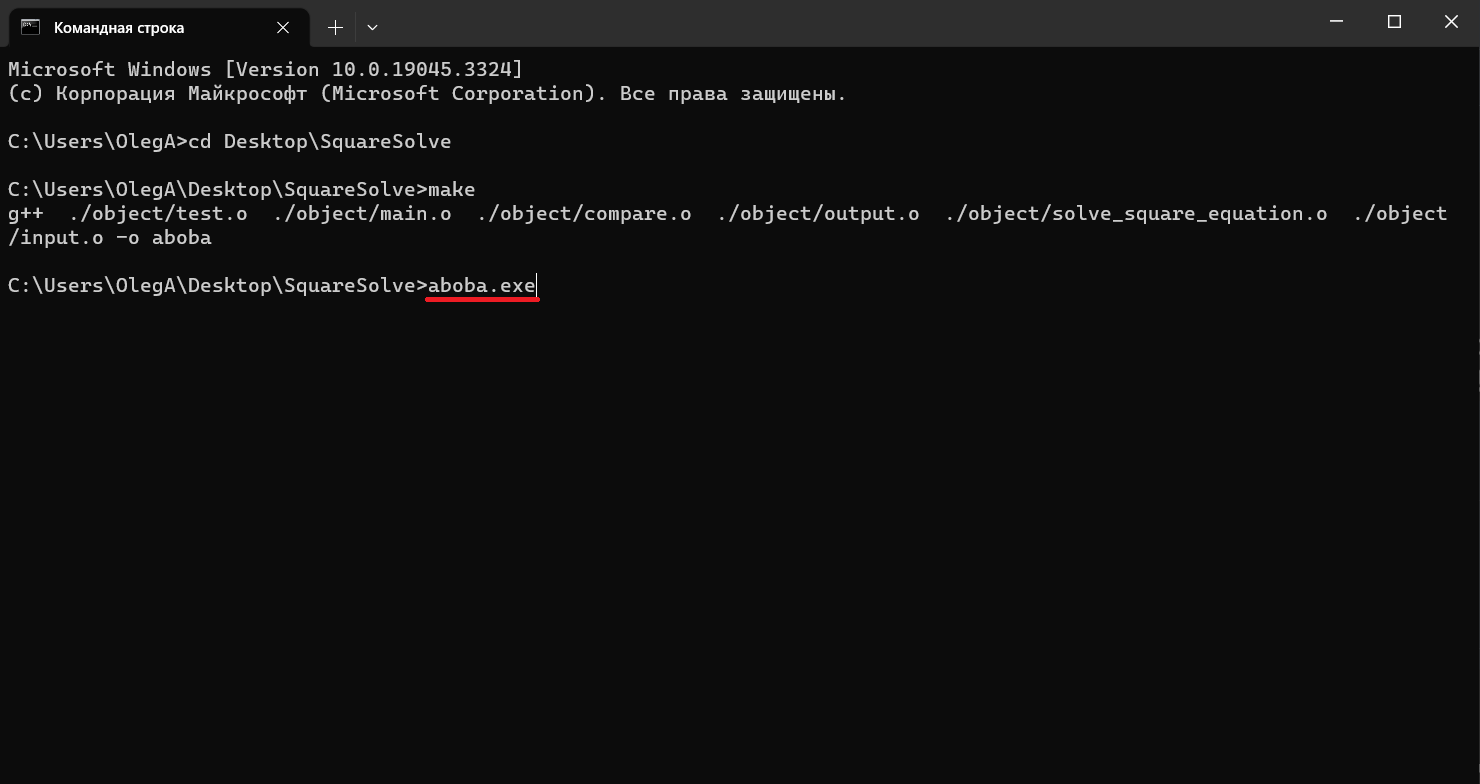 Командная строка
Microsoft Windows [Version 10.0.19045.3324]
(c) Корпорация Майкрософт (Microsoft Corporation). Все права защищены.
C:\Users\OlegA>cd Desktop\SquareSolve
C:\Users\OlegA\Desktop\SquareSolve>make
g++  ./object/test.o  ./object/main.o  ./object/compare.o  ./object/output.o  ./object/solve_square_equation.o  ./object
/input.o -o aboba
C:\Users\OlegA\Desktop\SquareSolve>aboba.exe